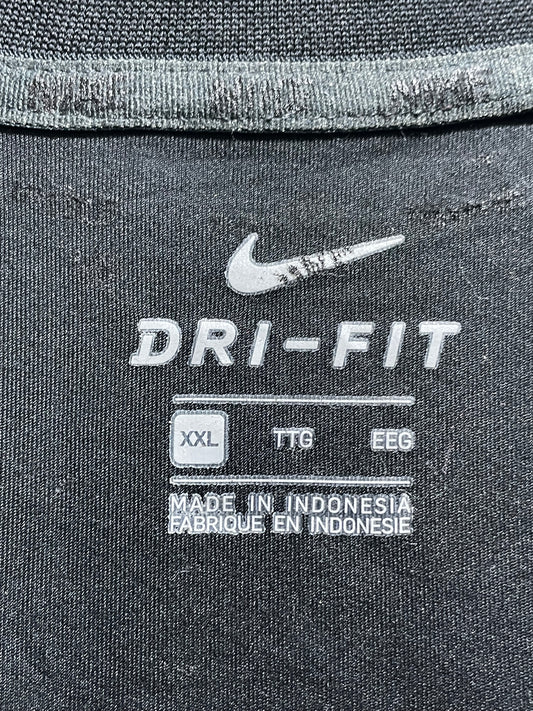 DRI-FIT
XXL TTG EEG
MADE IN INDONESIA
FABRIQUE EN INDONESIE